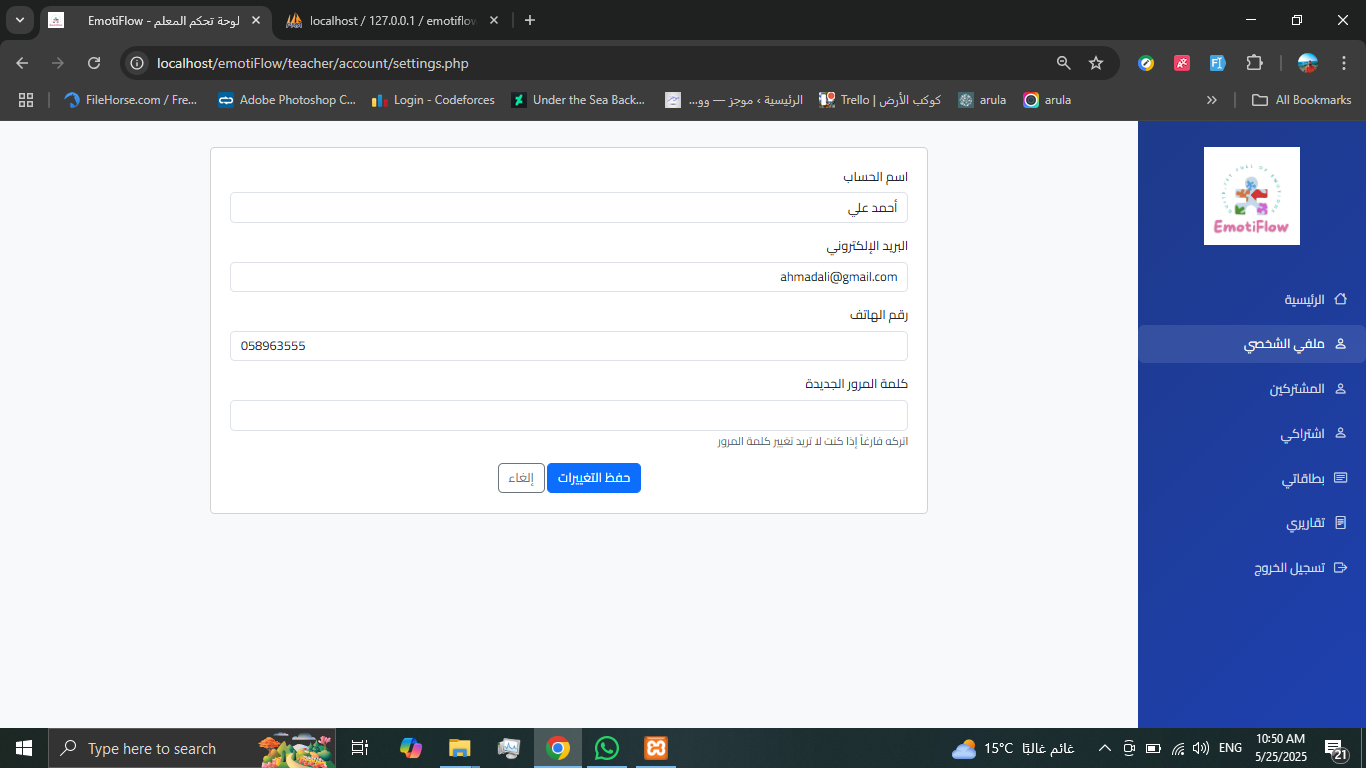 EmotiFlow - لوحة تحكم المعلم
localhost / 127.0.0.1 / emotiflow
localhost/emotiFlow/teacher/account/settings.php
FileHorse.com / Fre...
Adobe Photoshop C...
Login - Codeforces
Under the Sea Back...
الرئيسية › موجز — وو...
كوكب الأرض | Trello
arula
arula
»
All Bookmarks
EmotiFlow
الرئيسية
ملفي الشخصي
المشتركين
اشتراكي
بطاقاتي
تقاريري
تسجيل الخروج
اسم الحساب
أحمد علي
البريد الإلكتروني
ahmadali@gmail.com
رقم الهاتف
058963555
كلمة المرور الجديدة
اتركه فارغاً إذا كنت لا تريد تغيير كلمة المرور
حفظ التغييرات
إلغاء
Type here to search
15°C غائم غالبًا
ENG
10:50 AM
5/25/2025
21